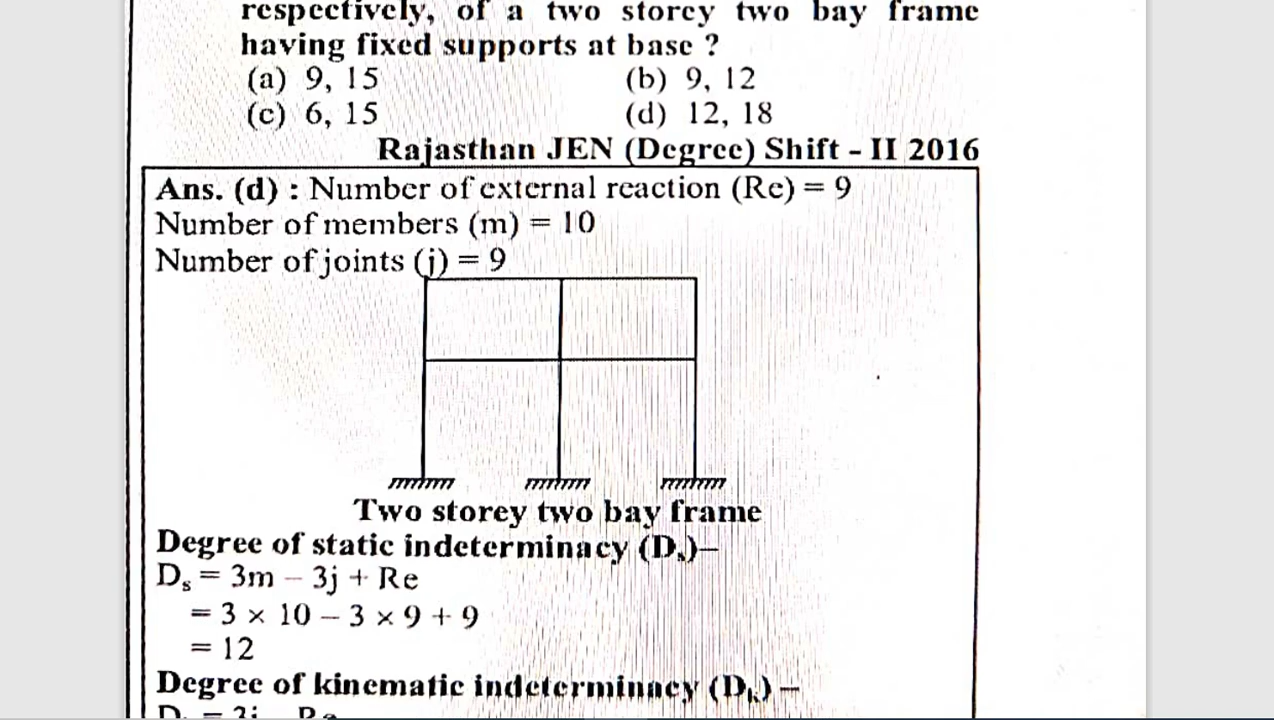 respectively, of a two storey two bay frame
having fixed supports at base ?
(a) 9, 15 (b) 9, 12
(c) 6, 15 (d) 12, 18
Rajasthan JEN (Degree) Shift - II 2016
Ans. (d) : Number of external reaction (Re) = 9
Number of members (m) = 10
Number of joints (j) = 9
Two storey two bay frame
Degree of static indeterminacy (Dₛ)–
Dₛ = 3m – 3j + Re
= 3 × 10 – 3 × 9 + 9
= 12
Degree of kinematic indeterminacy (Dₖ) –